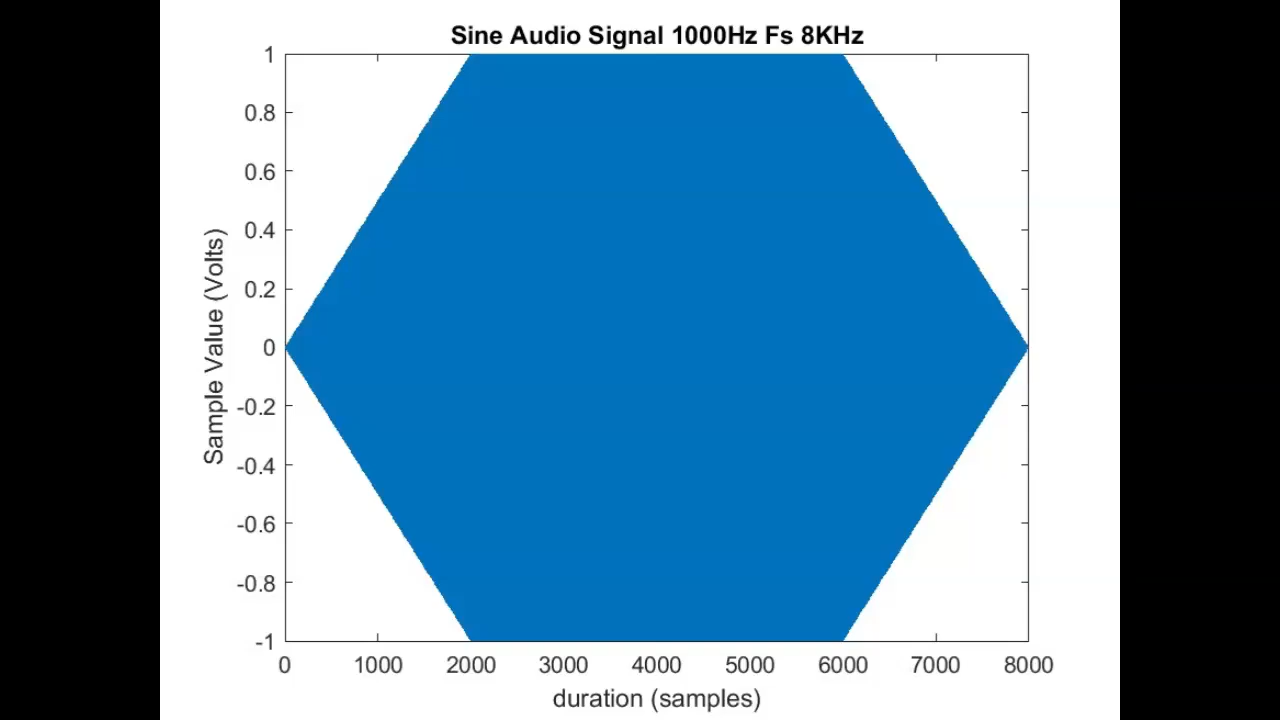 Sine Audio Signal 1000Hz Fs 8KHz
1
0.8
0.6
0.4
0.2
0
-0.2
-0.4
-0.6
-0.8
-1
Sample Value (Volts)
0 1000 2000 3000 4000 5000 6000 7000 8000
duration (samples)